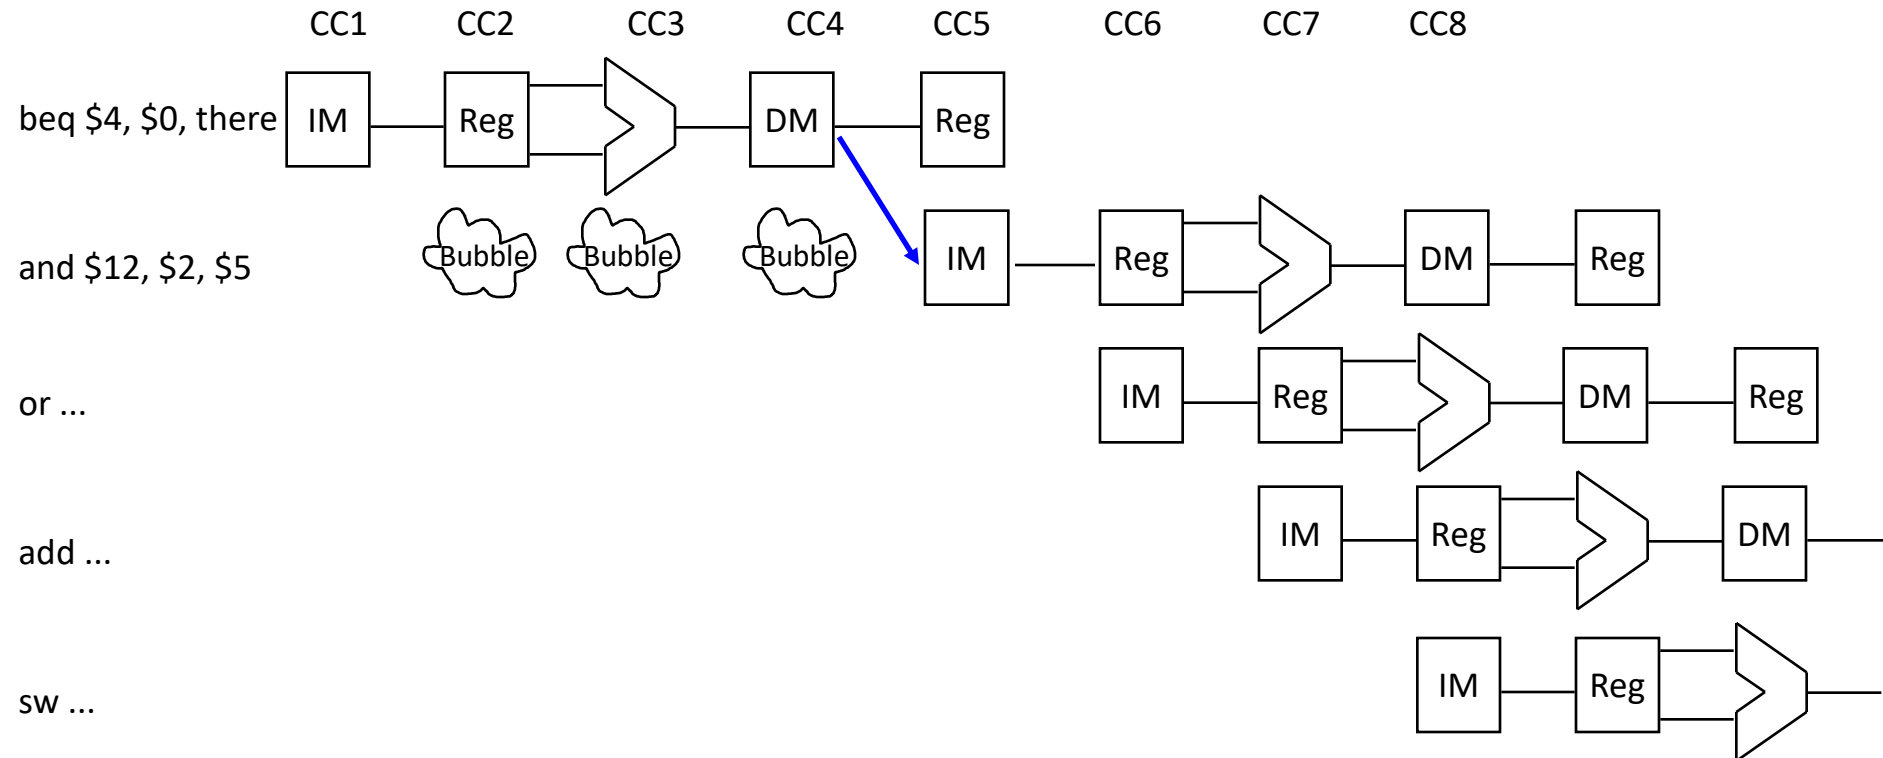 CC1 CC2 CC3 CC4 CC5 CC6 CC7 CC8
beq $4, $0, there IM Reg DM Reg
and $12, $2, $5 Bubble Bubble Bubble IM Reg DM Reg
or ... IM Reg DM Reg
add ... IM Reg DM
sw ... IM Reg